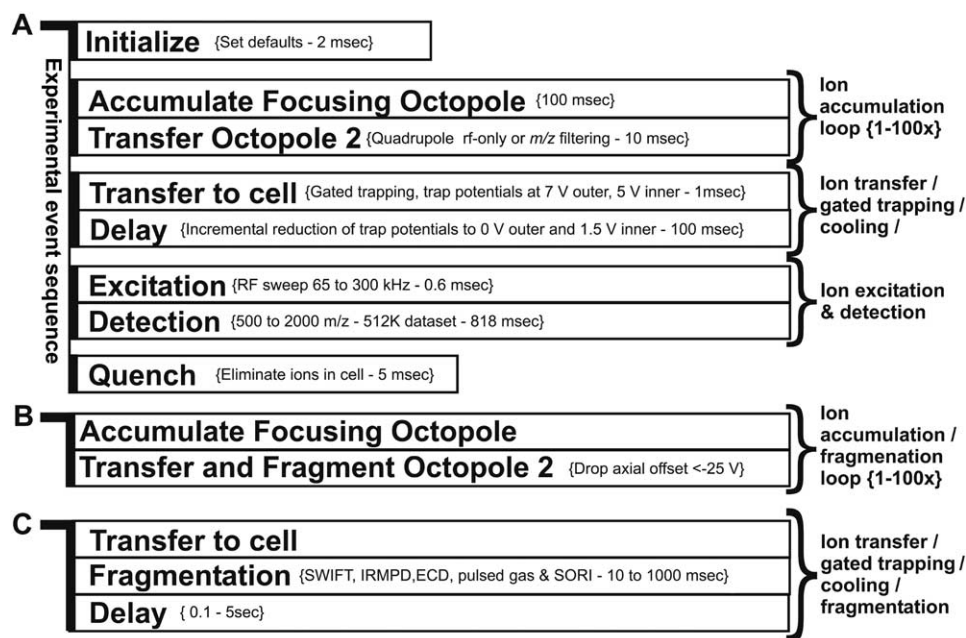 A
Experimental event sequence
Initialize {Set defaults - 2 msec}
Accumulate Focusing Octopole {100 msec}
Transfer Octopole 2 {Quadrupole rf-only or m/z filtering - 10 msec}
Ion
accumulation
loop {1-100x}
Transfer to cell {Gated trapping, trap potentials at 7 V outer, 5 V inner - 1msec}
Delay {Incremental reduction of trap potentials to 0 V outer and 1.5 V inner - 100 msec}
Ion transfer /
gated trapping /
cooling /
Excitation {RF sweep 65 to 300 kHz - 0.6 msec}
Detection {500 to 2000 m/z - 512K dataset - 818 msec}
Ion excitation
& detection
Quench {Eliminate ions in cell - 5 msec}
B
Accumulate Focusing Octopole
Transfer and Fragment Octopole 2 {Drop axial offset <-25 V}
Ion
accumulation /
fragmenation
loop {1-100x}
C
Transfer to cell
Fragmentation {SWIFT, IRMPD,ECD, pulsed gas & SORI - 10 to 1000 msec}
Delay { 0.1 - 5sec}
Ion transfer /
gated trapping /
cooling /
fragmentation